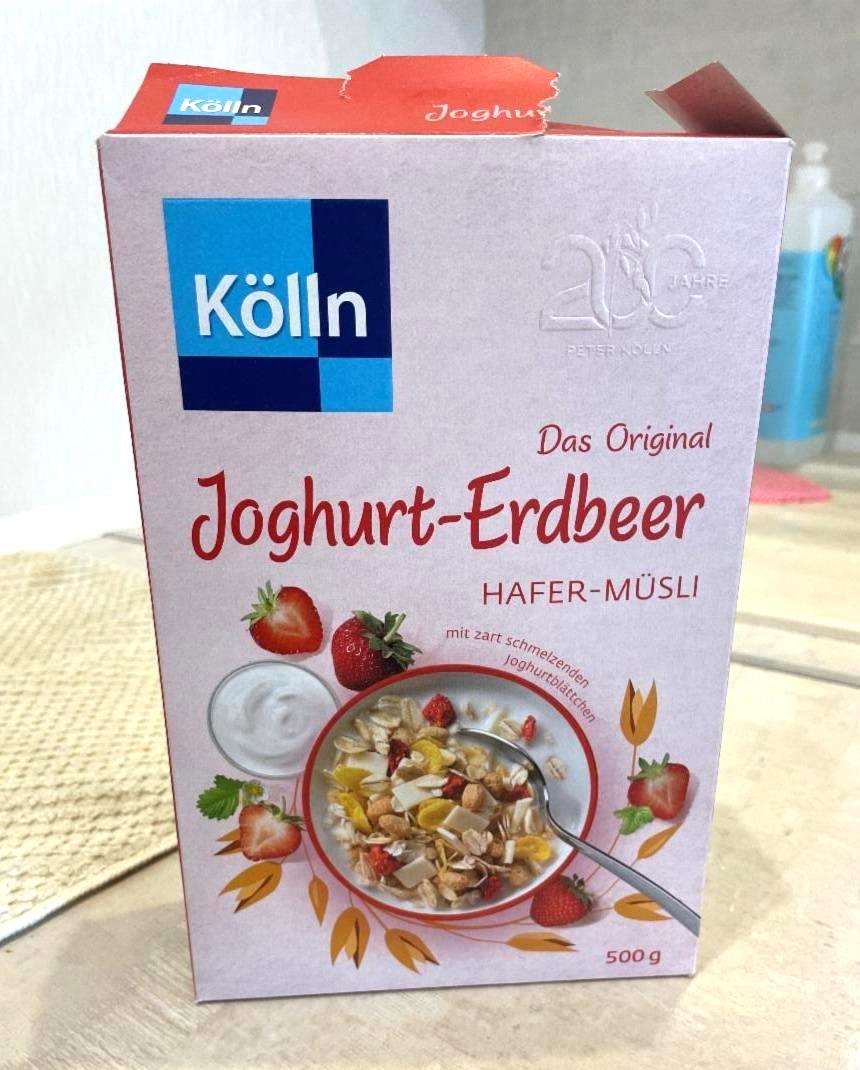 Kölln
Joghu
Kölln
200 JAHRE
PETER KÖLLN
Das Original
Joghurt-Erdbeer
HAFER-MÜSLI
mit zart schmelzenden
Joghurtblättchen
500 g